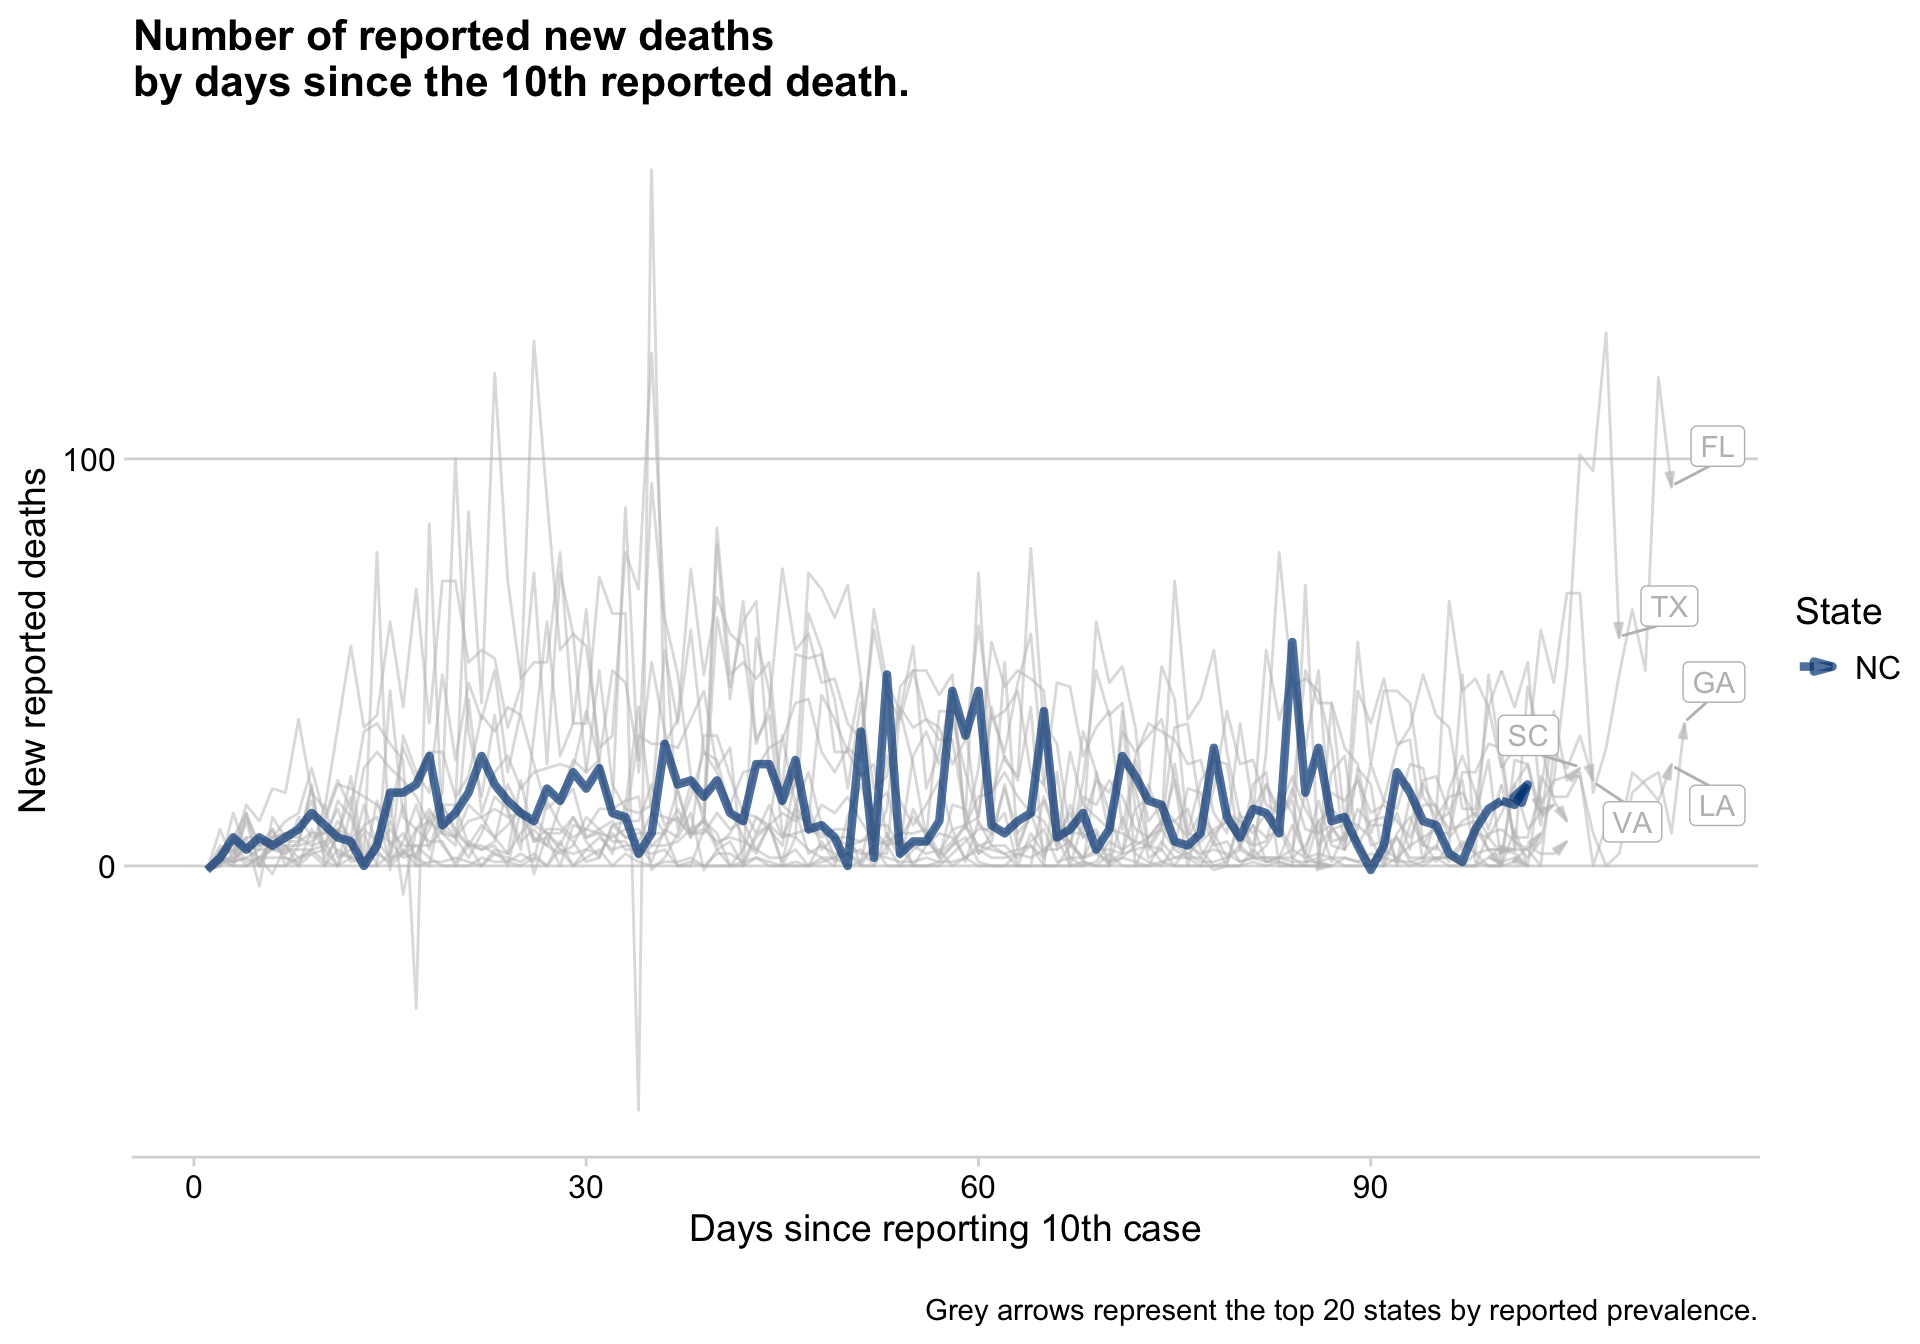 Number of reported new deaths
by days since the 10th reported death.
New reported deaths
100
0
FL
TX
GA
SC
VA
LA
State
NC
0
30
60
90
Days since reporting 10th case
Grey arrows represent the top 20 states by reported prevalence.